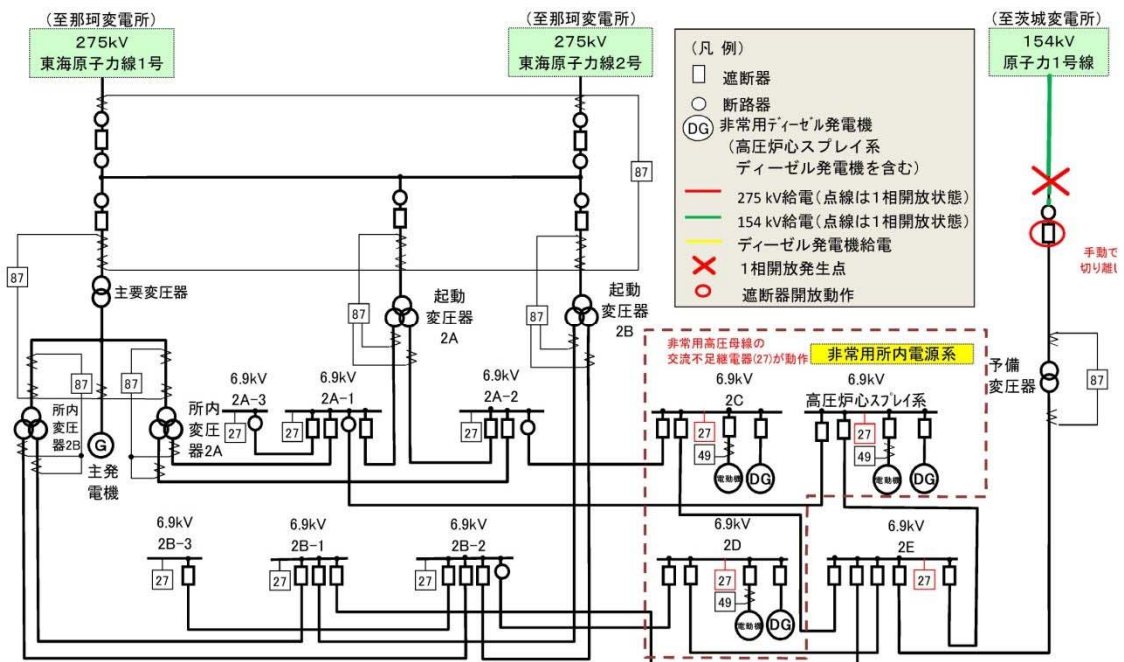 (至那珂変電所)
275kV
東海原子力線1号
(至那珂変電所)
275kV
東海原子力線2号
(至茨城変電所)
154kV
原子力1号線
(凡 例)
遮断器
断路器
DG
非常用ディーゼル発電機
(高圧炉心スプレイ系
ディーゼル発電機を含む)
275 kV給電(点線は1相開放状態)
154 kV給電(点線は1相開放状態)
ディーゼル発電機給電
1相開放発生点
遮断器開放動作
手動で
切り離し
87
87
主要変圧器
87
起動
変圧器
2A
87
起動
変圧器
2B
非常用高圧母線の
交流不足継電器(27)が動作
非常用所内電源系
予備
変圧器
87
87
87
所内
変圧
器2B
G
主発
電機
所内
変圧
器2A
6.9kV
2A-3
27
6.9kV
2A-1
27
6.9kV
2A-2
27
6.9kV
2C
27
49
電動機
DG
6.9kV
高圧炉心スプレイ系
27
49
電動機
DG
6.9kV
2B-3
27
6.9kV
2B-1
27
6.9kV
2B-2
27
6.9kV
2D
27
49
電動機
DG
6.9kV
2E
27